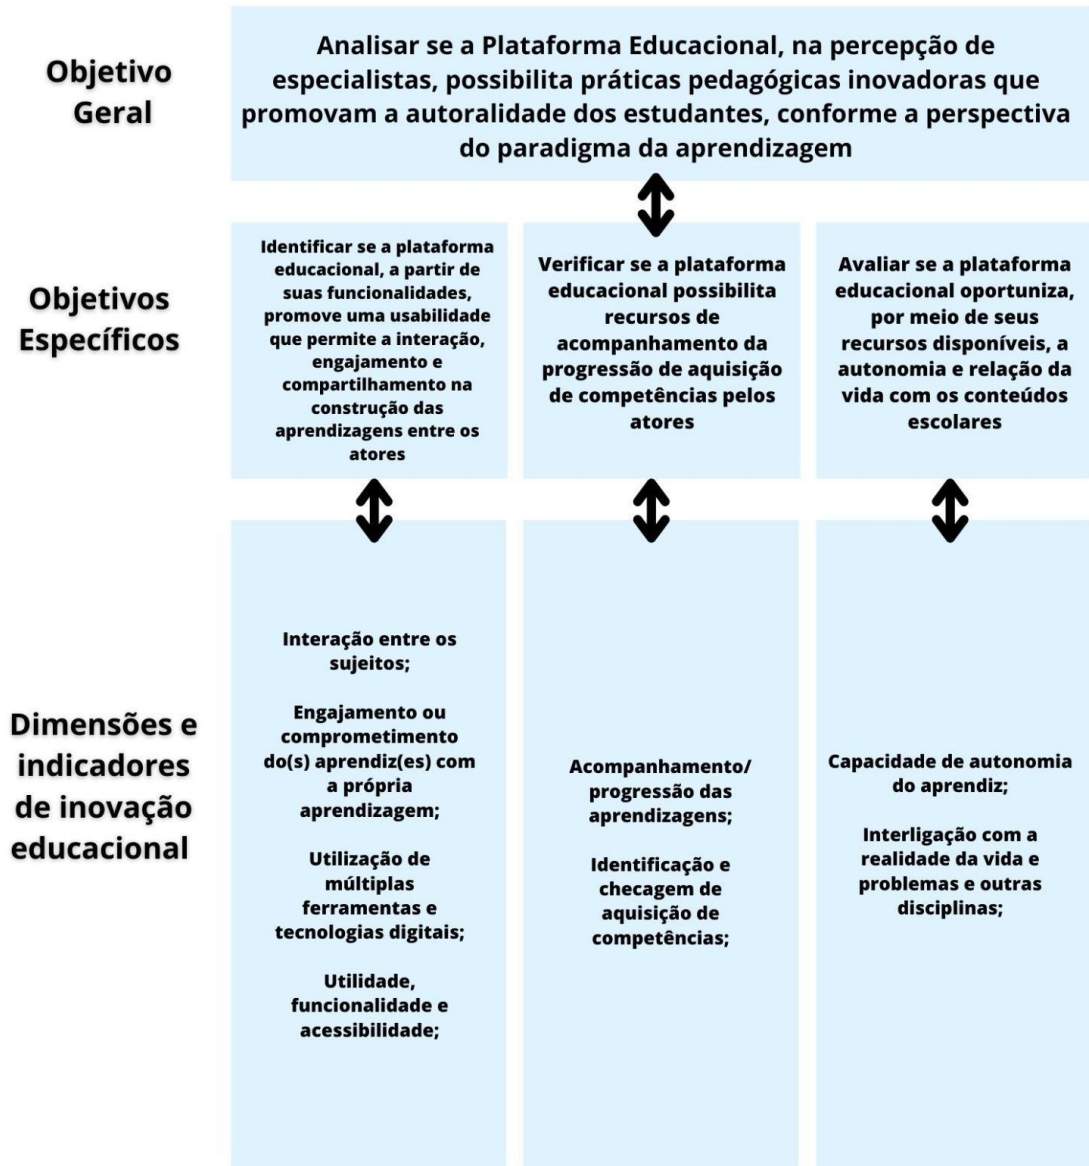 Objetivo
Geral
Analisar se a Plataforma Educacional, na percepção de
especialistas, possibilita práticas pedagógicas inovadoras que
promovam a autoralidade dos estudantes, conforme a perspectiva
do paradigma da aprendizagem
Objetivos
Específicos
Identificar se a plataforma
educacional, a partir de
suas funcionalidades,
promove uma usabilidade
que permite a interação,
engajamento e
compartilhamento na
construção das
aprendizagens entre os
atores
Verificar se a plataforma
educacional possibilita
recursos de
acompanhamento da
progressão de aquisição
de competências pelos
atores
Avaliar se a plataforma
educacional oportuniza,
por meio de seus
recursos disponíveis, a
autonomia e relação da
vida com os conteúdos
escolares
Dimensões e
indicadores
de inovação
educacional
Interação entre os
sujeitos;
Engajamento ou
comprometimento
do(s) aprendiz(es) com
a própria
aprendizagem;
Utilização de
múltiplas
ferramentas e
tecnologias digitais;
Utilidade,
funcionalidade e
acessibilidade;
Acompanhamento/
progressão das
aprendizagens;
Identificação e
checagem de
aquisição de
competências;
Capacidade de autonomia
do aprendiz;
Interligação com a
realidade da vida e
problemas e outras
disciplinas;